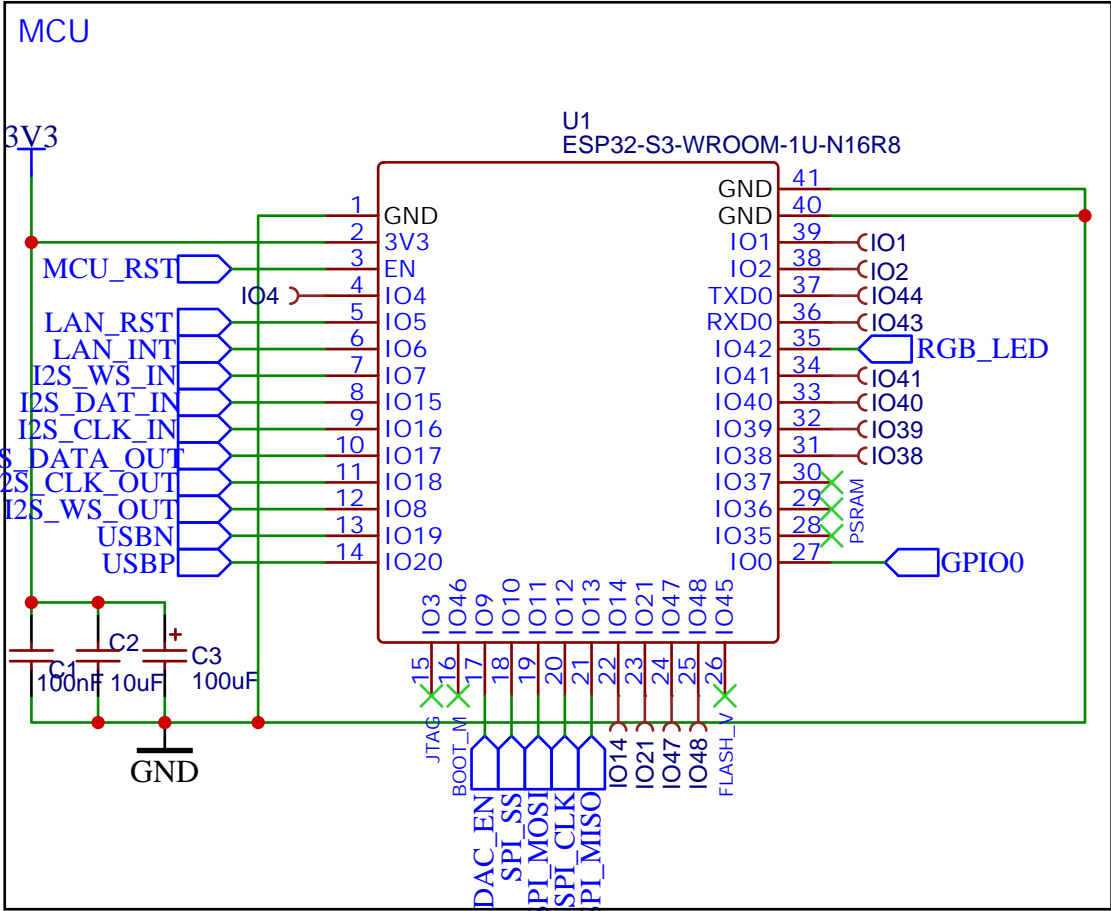 MCU
U1
ESP32-S3-WROOM-1U-N16R8
3V3
1 GND
2 3V3
MCU_RST 3 EN
IO4 4 IO4
LAN_RST 5 IO5
LAN_INT 6 IO6
I2S_WS_IN 7 IO7
I2S_DAT_IN 8 IO15
I2S_CLK_IN 9 IO16
S_DATA_OUT 10 IO17
2S_CLK_OUT 11 IO18
I2S_WS_OUT 12 IO8
USBN 13 IO19
USBP 14 IO20
GND 41
GND 40
IO1 39 IO1
IO2 38 IO2
TXD0 37 IO44
RXD0 36 IO43
IO42 35 RGB_LED
IO41 34 IO41
IO40 33 IO40
IO39 32 IO39
IO38 31 IO38
IO37 30
IO36 29
IO35 28
PSRAM
IO0 27 GPIO0
IO3 15 JTAG
IO46 16 BOOT_M
IO9 17 DAC_EN
IO10 18 SPI_SS
IO11 19 SPI_MOSI
IO12 20 SPI_CLK
IO13 21 SPI_MISO
IO14 22 IO14
IO21 23 IO21
IO47 24 IO47
IO48 25 IO48
IO45 26 FLASH_V
C1
100nF
C2
10uF
+
C3
100uF
GND